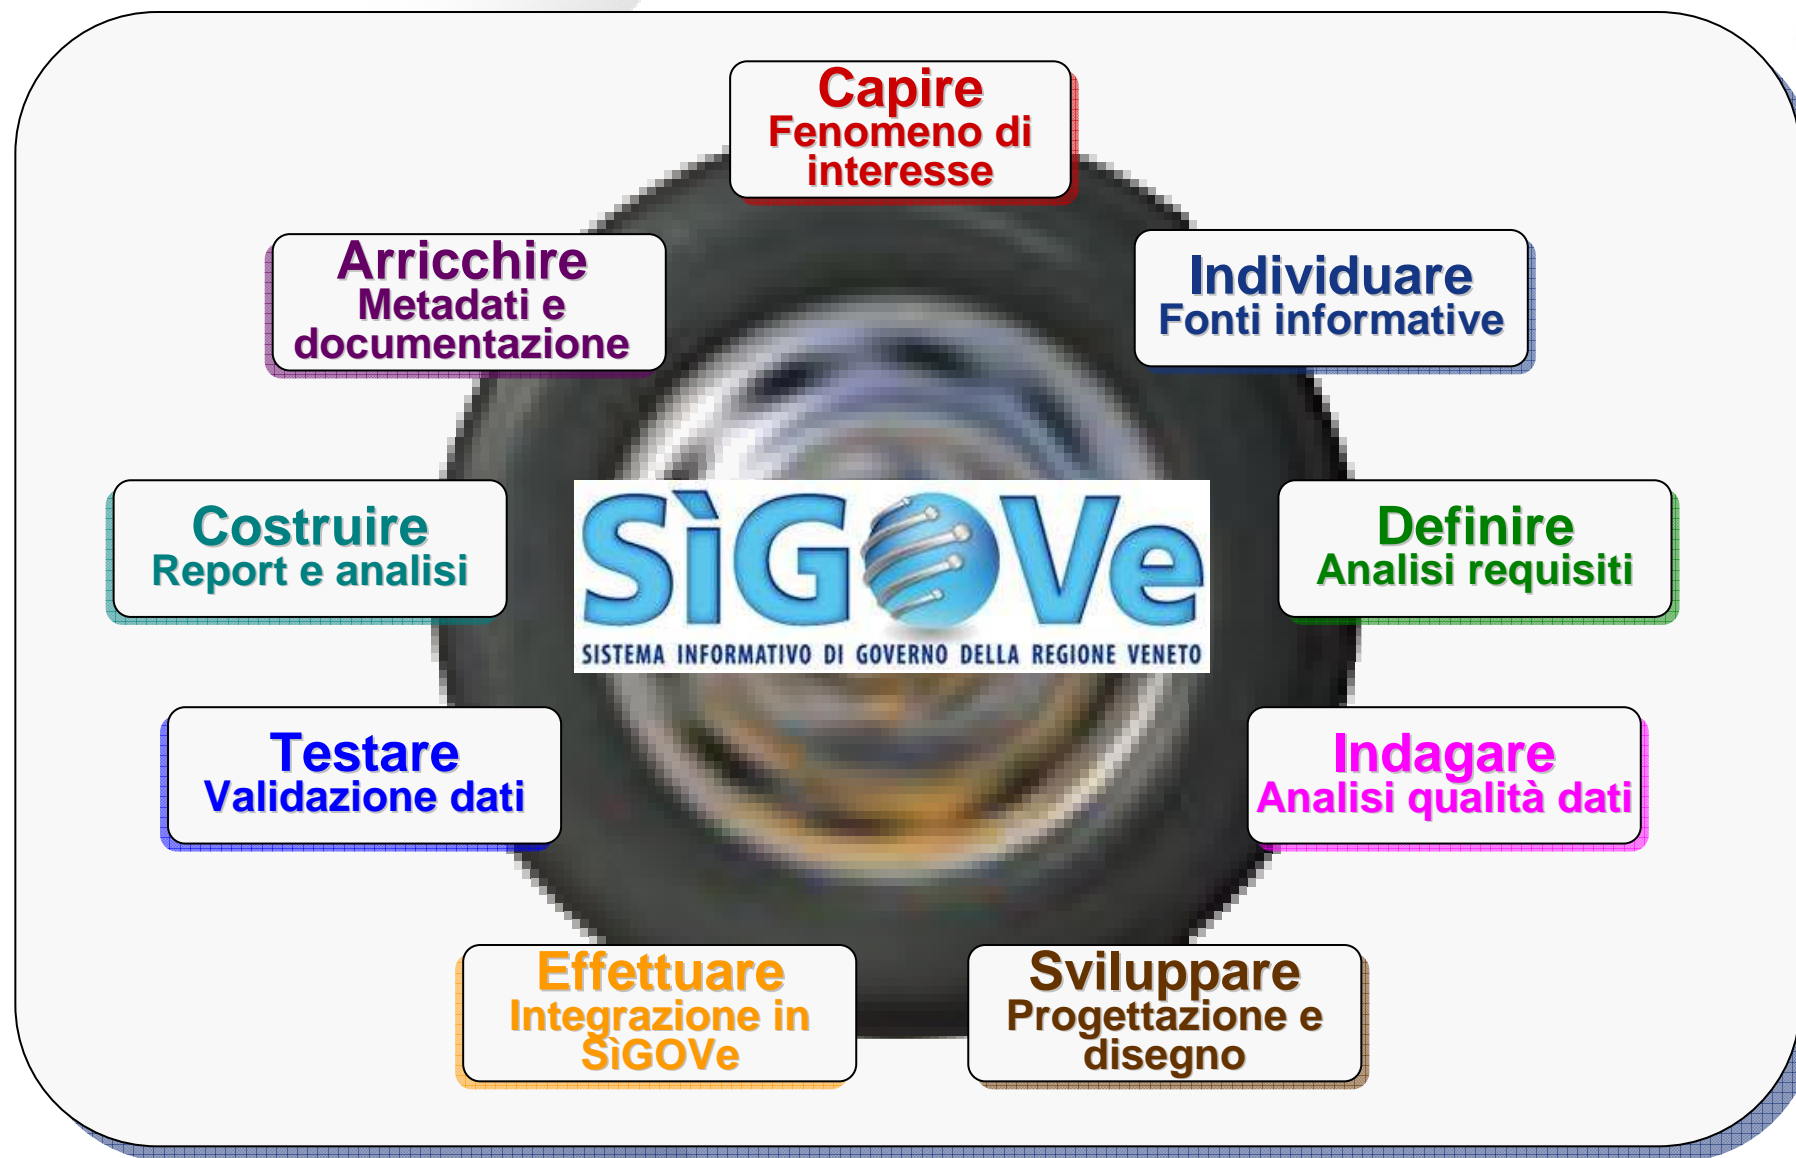 Capire
Fenomeno di
interesse
Arricchire
Metadati e
documentazione
Individuare
Fonti informative
Costruire
Report e analisi
SìGOVe
SISTEMA INFORMATIVO DI GOVERNO DELLA REGIONE VENETO
Definire
Analisi requisiti
Testare
Validazione dati
Indagare
Analisi qualità dati
Effettuare
Integrazione in
SìGOVe
Sviluppare
Progettazione e
disegno